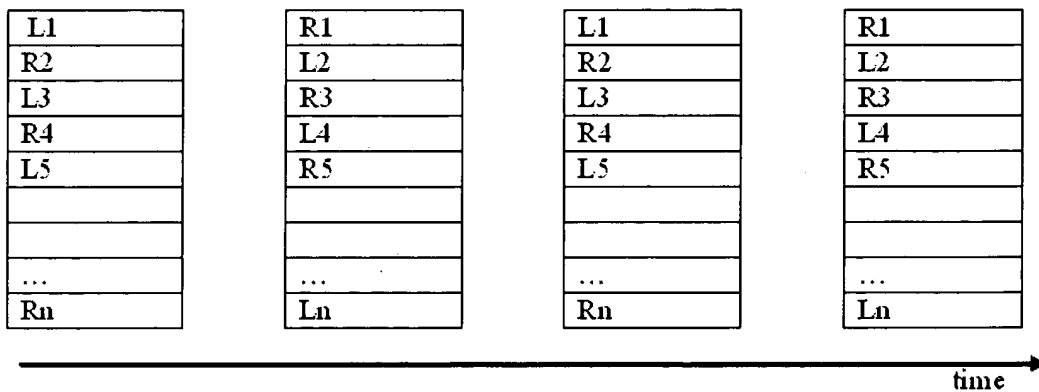 L1 R1 L1 R1
R2 L2 R2 L2
L3 R3 L3 R3
R4 L4 R4 L4
L5 R5 L5 R5
... ... ... ...
Rn Ln Rn Ln
time